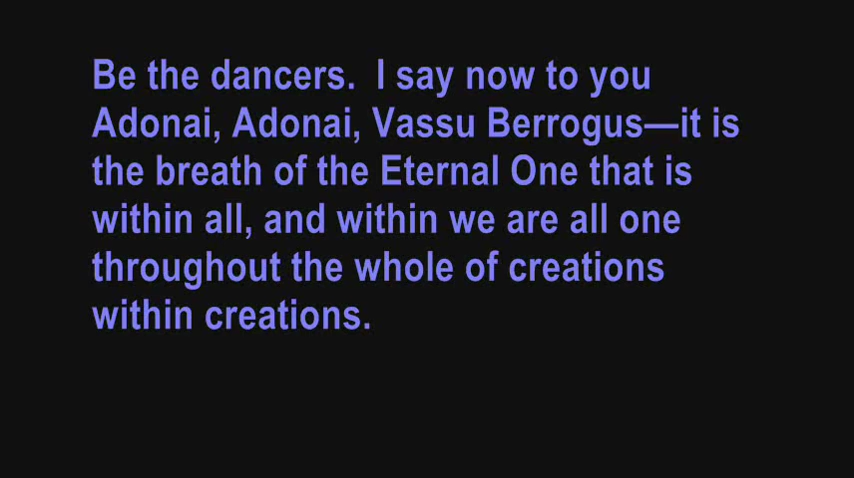 Be the dancers.  I say now to you
Adonai, Adonai, Vassu Berrogus—it is
the breath of the Eternal One that is
within all, and within we are all one
throughout the whole of creations
within creations.